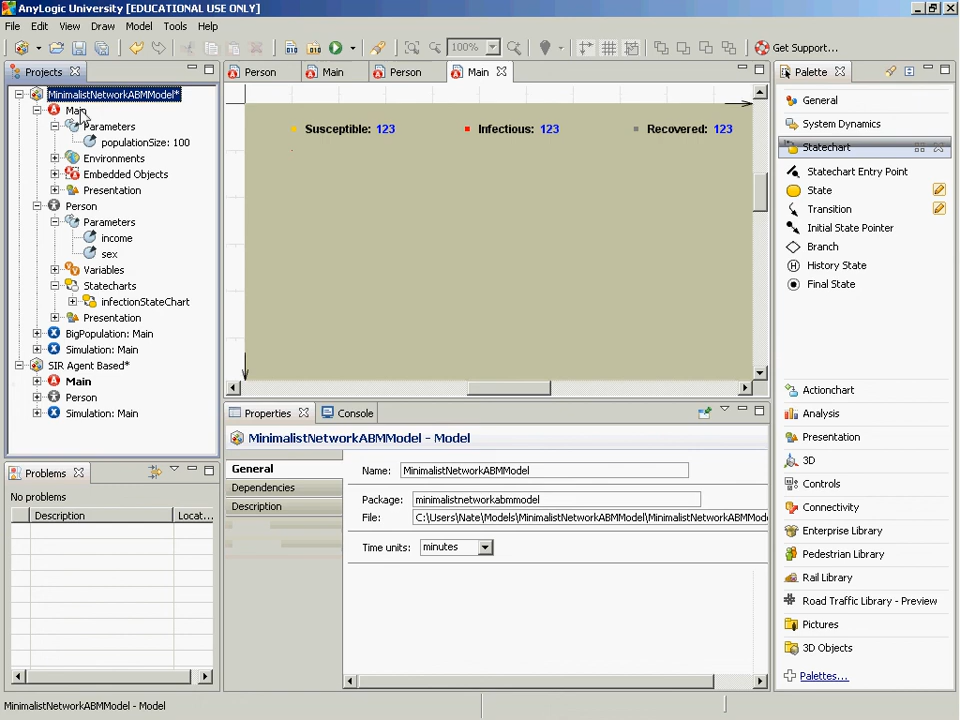 AnyLogic University [EDUCATIONAL USE ONLY]
File Edit View Draw Model Tools Help
100% Get Support...
Projects
MinimalistNetworkABMModel*
Main
Parameters
populationSize: 100
Environments
Embedded Objects
Presentation
Person
Parameters
income
sex
Variables
Statecharts
infectionStateChart
Presentation
BigPopulation: Main
Simulation: Main
SIR Agent Based*
Main
Person
Simulation: Main
Problems
No problems
Description Locat...
Person Main Person Main
Susceptible: 123 Infectious: 123 Recovered: 123
Properties Console
MinimalistNetworkABMModel - Model
General
Dependencies
Description
Name: MinimalistNetworkABMModel
Package: minimalistnetworkabmmodel
File: C:\Users\Nate\Models\MinimalistNetworkABMModel\MinimalistNetworkABMMode
Time units: minutes
Palette
General
System Dynamics
Statechart
Statechart Entry Point
State
Transition
Initial State Pointer
Branch
History State
Final State
Actionchart
Analysis
Presentation
3D
Controls
Connectivity
Enterprise Library
Pedestrian Library
Rail Library
Road Traffic Library - Preview
Pictures
3D Objects
Palettes...
MinimalistNetworkABMModel - Model